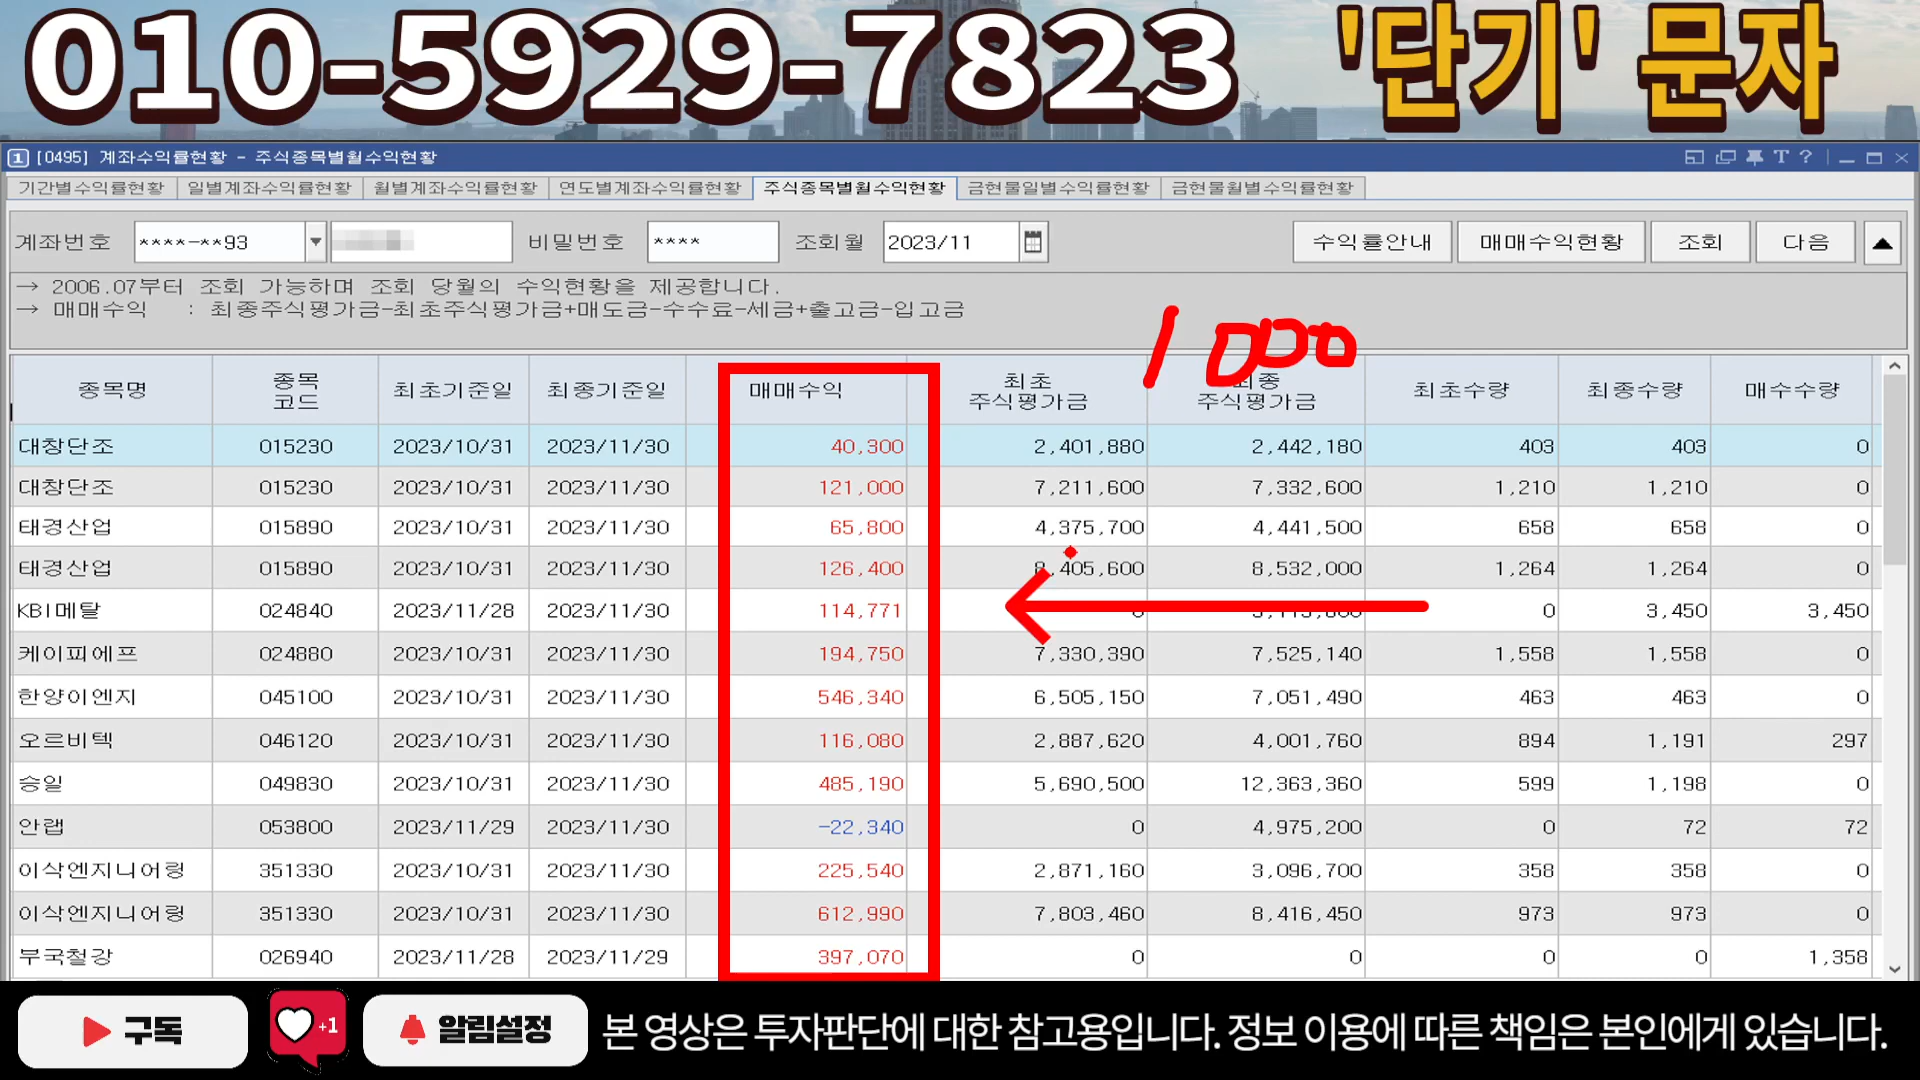 010-5929-7823 '단기' 문자
1 [0495] 계좌수익률현황 - 주식종목별월수익현황
기간별수익률현황 일별계좌수익률현황 월별계좌수익률현황 연도별계좌수익률현황 주식종목별월수익현황 금현물일별수익률현황 금현물월별수익률현황
계좌번호 ****-**93 비밀번호 **** 조회월 2023/11 수익률안내 매매수익현황 조회 다음
→ 2006.07부터 조회 가능하며 조회 당월의 수익현황을 제공합니다.
→ 매매수익 : 최종주식평가금-최초주식평가금+매도금-수수료-세금+출고금-입고금
1000
종목명 종목 코드 최초기준일 최종기준일 매매수익 최초 주식평가금 최종 주식평가금 최초수량 최종수량 매수수량
대창단조 015230 2023/10/31 2023/11/30 40,300 2,401,880 2,442,180 403 403 0
대창단조 015230 2023/10/31 2023/11/30 121,000 7,211,600 7,332,600 1,210 1,210 0
태경산업 015890 2023/10/31 2023/11/30 65,800 4,375,700 4,441,500 658 658 0
태경산업 015890 2023/10/31 2023/11/30 126,400 8,405,600 8,532,000 1,264 1,264 0
KBI메탈 024840 2023/11/28 2023/11/30 114,771 0 0 3,450 3,450
케이피에프 024880 2023/10/31 2023/11/30 194,750 7,330,390 7,525,140 1,558 1,558 0
한양이엔지 045100 2023/10/31 2023/11/30 546,340 6,505,150 7,051,490 463 463 0
오르비텍 046120 2023/10/31 2023/11/30 116,080 2,887,620 4,001,760 894 1,191 297
승일 049830 2023/10/31 2023/11/30 485,190 5,690,500 12,363,360 599 1,198 0
안랩 053800 2023/11/29 2023/11/30 -22,340 0 4,975,200 0 72 72
이삭엔지니어링 351330 2023/10/31 2023/11/30 225,540 2,871,160 3,096,700 358 358 0
이삭엔지니어링 351330 2023/10/31 2023/11/30 612,990 7,803,460 8,416,450 973 973 0
부국철강 026940 2023/11/28 2023/11/29 397,070 0 0 0 0 1,358
구독 +1 알림설정 본 영상은 투자판단에 대한 참고용입니다. 정보 이용에 따른 책임은 본인에게 있습니다.